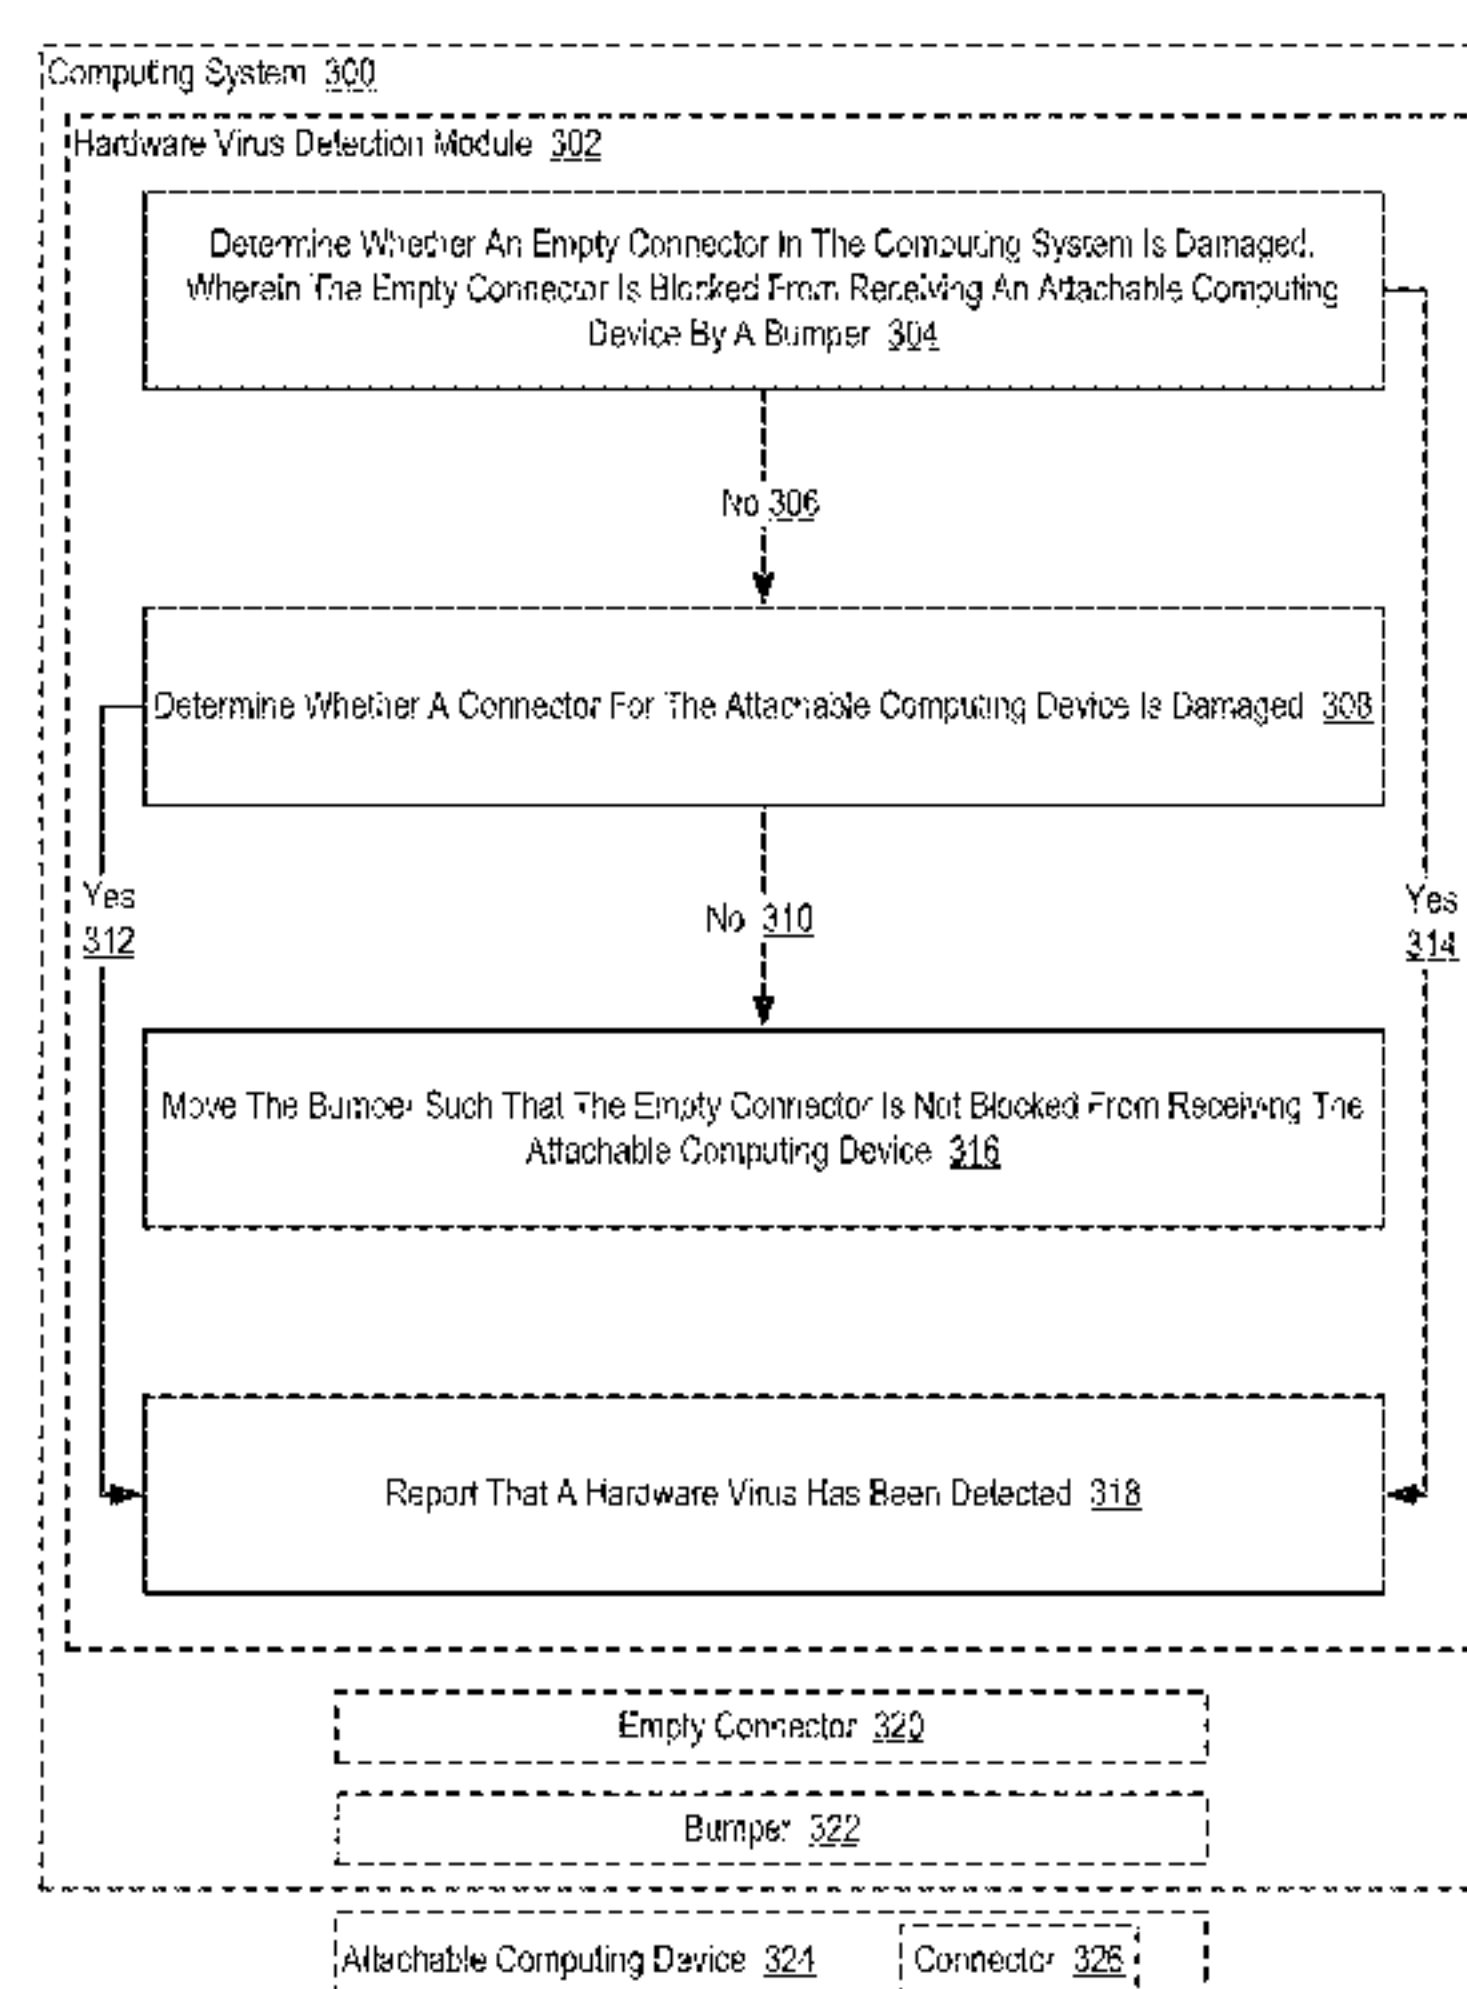 Computing System 300
Hardware Virus Detection Module 302
Determine Whether An Empty Connector In The Computing System Is Damaged,
Wherein The Empty Connector Is Blocked From Receiving An Attachable Computing
Device By A Bumper 304
No 306
Determine Whether A Connector For The Attachable Computing Device Is Damaged 308
Yes
312
No 310
Yes
314
Move The Bumper Such That The Empty Connector Is Not Blocked From Receiving The
Attachable Computing Device 316
Report That A Hardware Virus Has Been Detected 318
Empty Connector 320
Bumper 322
Attachable Computing Device 324
Connector 326